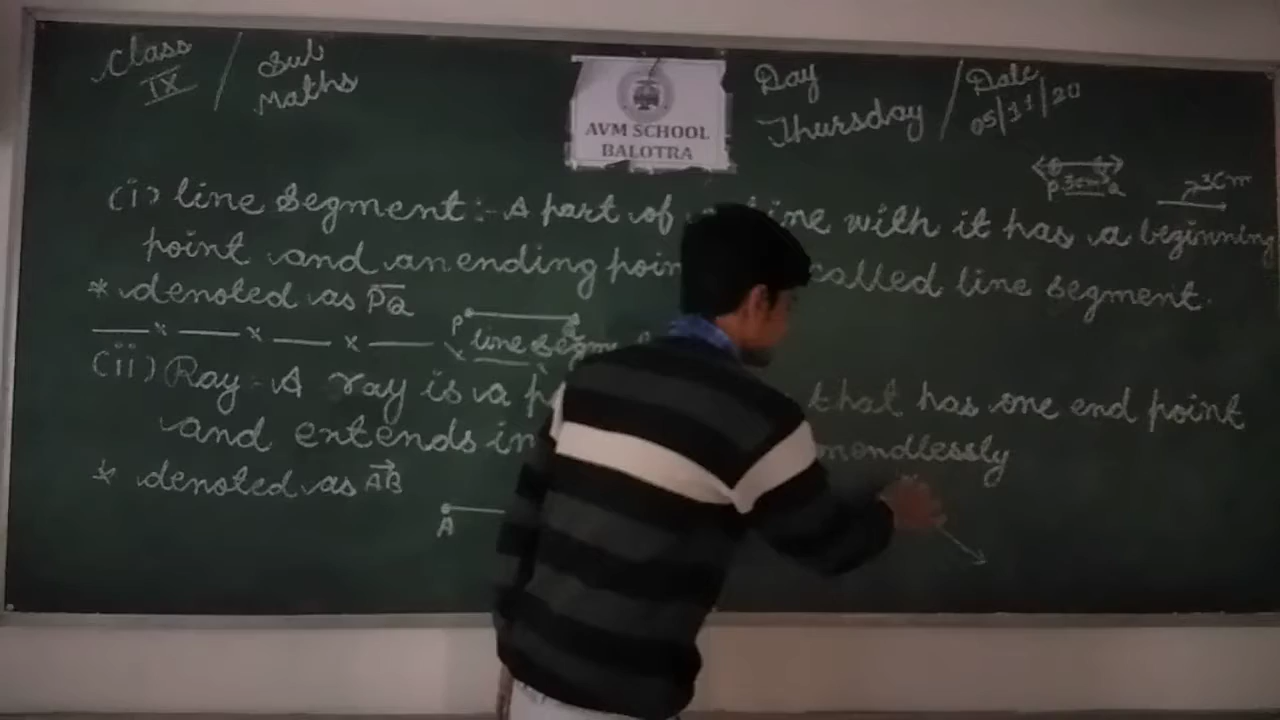 Class
IX
/
Sub
Maths
AVM SCHOOL
BALOTRA
Day
Thursday
/
Date
05/11/20
P 3cm Q
3cm
(i) line segment:- A part of line with it has a beginning
point and an ending poin called line segment.
* denoted as PQ
P Q
line segm
(ii) Ray - A ray is a p that has one end point
and extends in endlessly
* denoted as AB
A